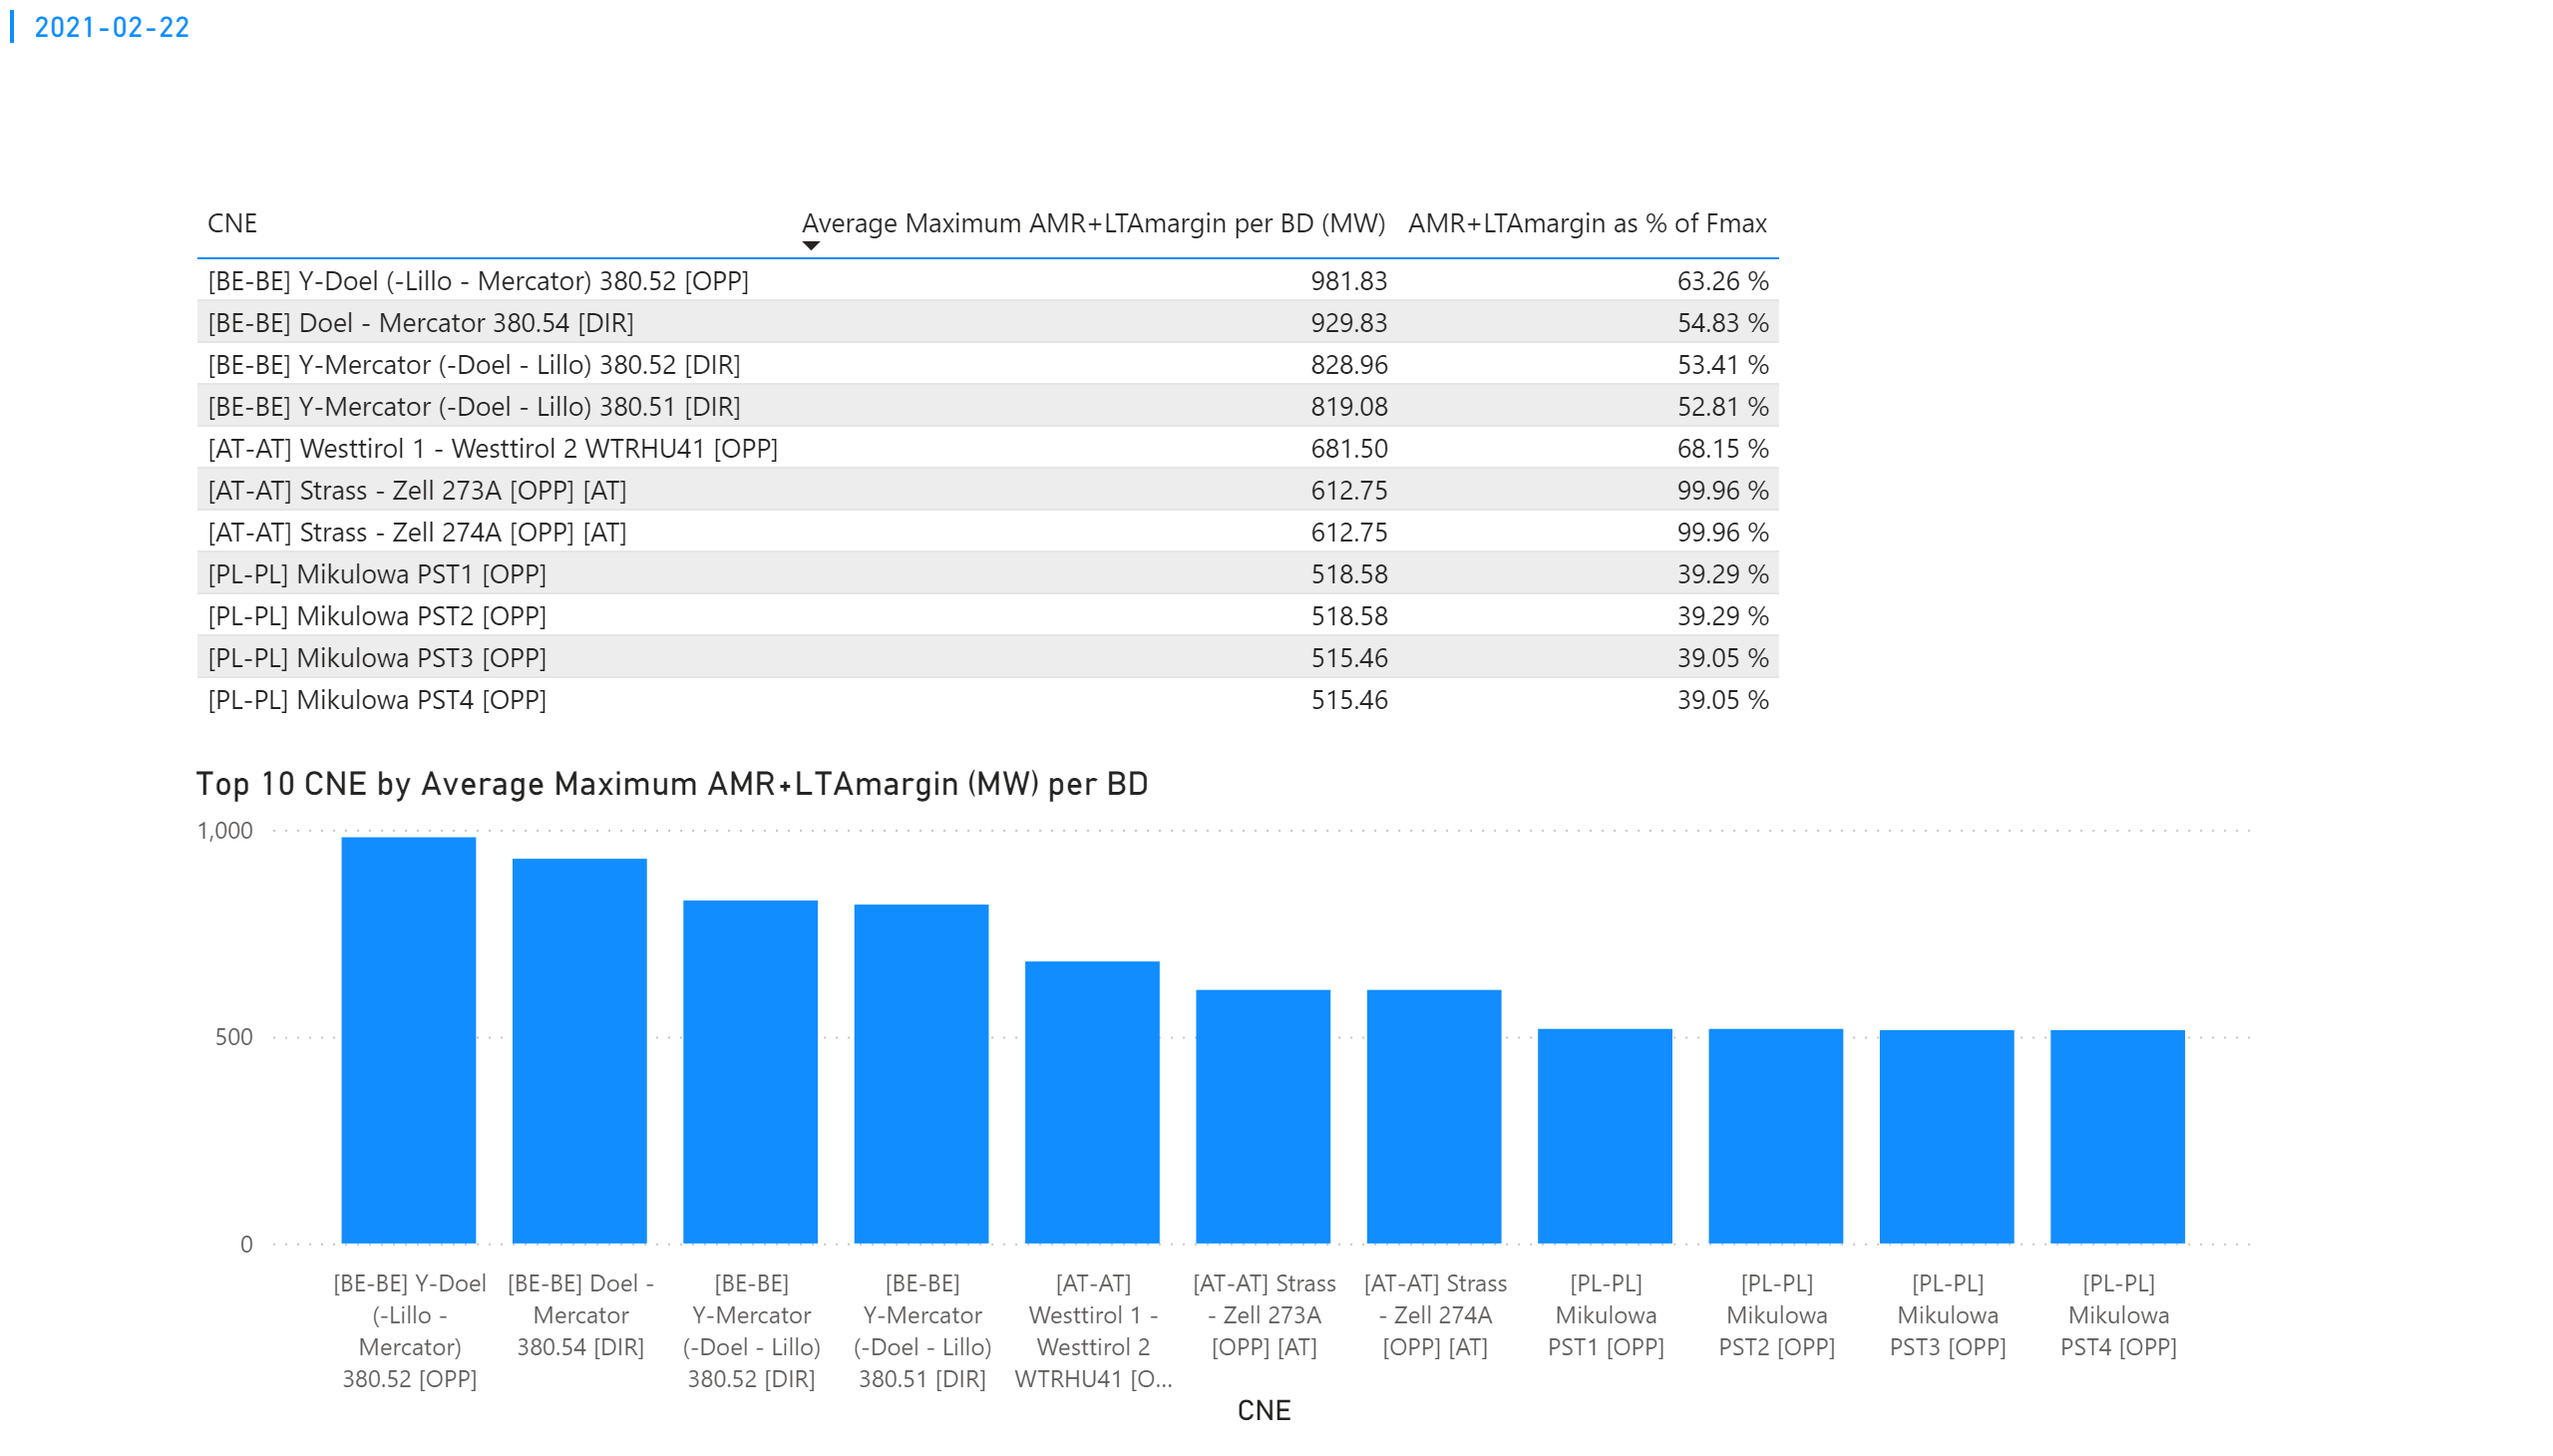 2021-02-22
CNE Average Maximum AMR+LTAmargin per BD (MW) AMR+LTAmargin as % of Fmax
[BE-BE] Y-Doel (-Lillo - Mercator) 380.52 [OPP] 981.83 63.26 %
[BE-BE] Doel - Mercator 380.54 [DIR] 929.83 54.83 %
[BE-BE] Y-Mercator (-Doel - Lillo) 380.52 [DIR] 828.96 53.41 %
[BE-BE] Y-Mercator (-Doel - Lillo) 380.51 [DIR] 819.08 52.81 %
[AT-AT] Westtirol 1 - Westtirol 2 WTRHU41 [OPP] 681.50 68.15 %
[AT-AT] Strass - Zell 273A [OPP] [AT] 612.75 99.96 %
[AT-AT] Strass - Zell 274A [OPP] [AT] 612.75 99.96 %
[PL-PL] Mikulowa PST1 [OPP] 518.58 39.29 %
[PL-PL] Mikulowa PST2 [OPP] 518.58 39.29 %
[PL-PL] Mikulowa PST3 [OPP] 515.46 39.05 %
[PL-PL] Mikulowa PST4 [OPP] 515.46 39.05 %
Top 10 CNE by Average Maximum AMR+LTAmargin (MW) per BD
1,000
500
0
[BE-BE] Y-Doel
(-Lillo -
Mercator)
380.52 [OPP]
[BE-BE] Doel -
Mercator
380.54 [DIR]
[BE-BE]
Y-Mercator
(-Doel - Lillo)
380.52 [DIR]
[BE-BE]
Y-Mercator
(-Doel - Lillo)
380.51 [DIR]
[AT-AT]
Westtirol 1 -
Westtirol 2
WTRHU41 [O...
[AT-AT] Strass
- Zell 273A
[OPP] [AT]
[AT-AT] Strass
- Zell 274A
[OPP] [AT]
[PL-PL]
Mikulowa
PST1 [OPP]
[PL-PL]
Mikulowa
PST2 [OPP]
[PL-PL]
Mikulowa
PST3 [OPP]
[PL-PL]
Mikulowa
PST4 [OPP]
CNE